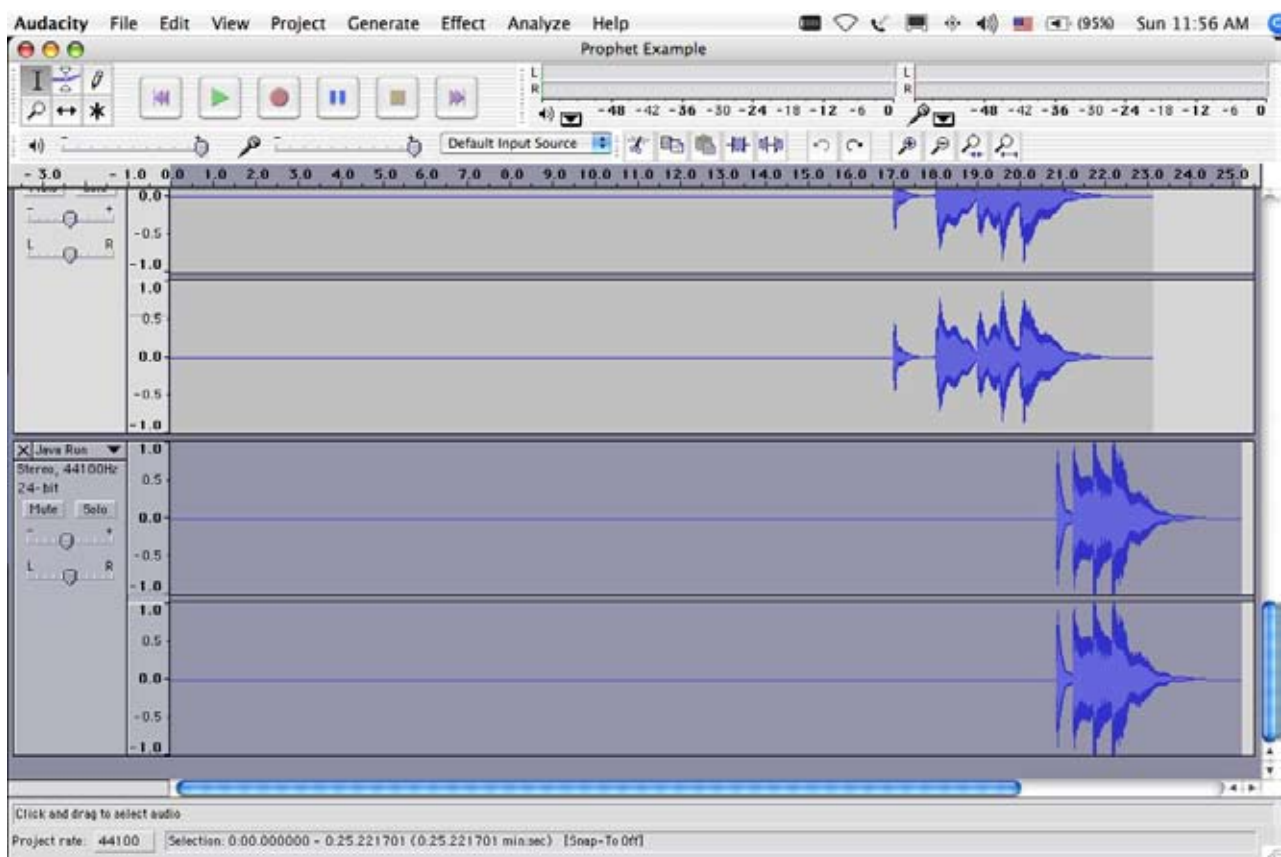 Audacity File Edit View Project Generate Effect Analyze Help (95%) Sun 11:56 AM
Prophet Example
L
R
-48 -42 -36 -30 -24 -18 -12 -6 0
L
R
-48 -42 -36 -30 -24 -18 -12 -6 0
Default Input Source
- 3.0 - 1.0 0.0 1.0 2.0 3.0 4.0 5.0 6.0 7.0 8.0 9.0 10.0 11.0 12.0 13.0 14.0 15.0 16.0 17.0 18.0 19.0 20.0 21.0 22.0 23.0 24.0 25.0
- +
L R
0.0
-0.5
-1.0
1.0
0.5
0.0
-0.5
-1.0
X Java Run
Stereo, 44100Hz
24-bit
Mute Solo
- +
L R
1.0
0.5
0.0
-0.5
-1.0
1.0
0.5
0.0
-0.5
-1.0
Click and drag to select audio
Project rate: 44100 Selection: 0:00.000000 - 0:25.221701 (0:25.221701 min:sec) [Snap-To Off]